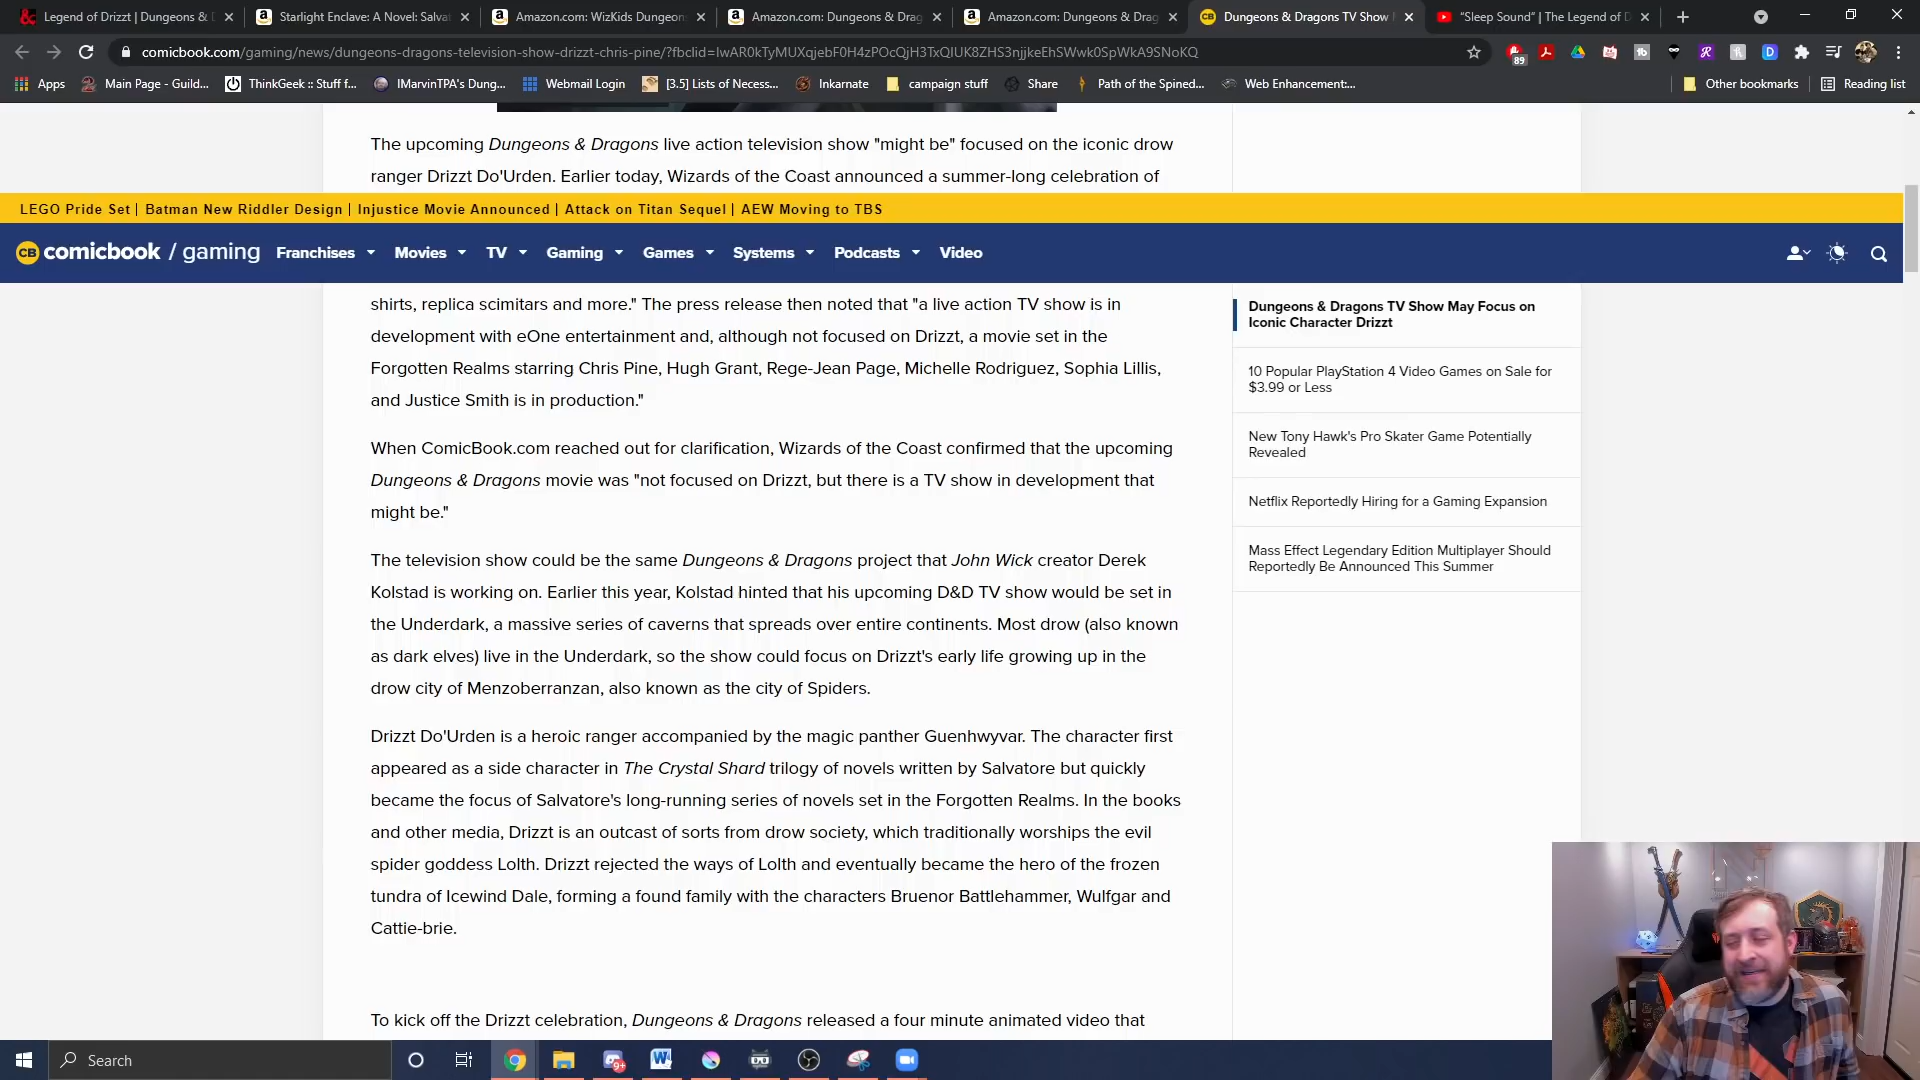 Legend of Drizzt | Dungeons & D
Starlight Enclave: A Novel: Salvat
Amazon.com: WizKids Dungeons
Amazon.com: Dungeons & Drag
Amazon.com: Dungeons & Drag
Dungeons & Dragons TV Show M
"Sleep Sound" | The Legend of D
comicbook.com/gaming/news/dungeons-dragons-television-show-drizzt-chris-pine/?fbclid=IwAR0kTyMUXqjebF0H4zPOcQjH3TxQIUK8ZHS3njjkeEhSWwk0SpWkA9SNoKQ
89
Apps
Main Page - Guild...
ThinkGeek :: Stuff f...
IMarvinTPA's Dung...
Webmail Login
[3.5] Lists of Necess...
Inkarnate
campaign stuff
Share
Path of the Spined...
Web Enhancement:...
Other bookmarks
Reading list
The upcoming Dungeons & Dragons live action television show "might be" focused on the iconic drow
ranger Drizzt Do'Urden. Earlier today, Wizards of the Coast announced a summer-long celebration of
LEGO Pride Set | Batman New Riddler Design | Injustice Movie Announced | Attack on Titan Sequel | AEW Moving to TBS
CB comicbook / gaming
Franchises
Movies
TV
Gaming
Games
Systems
Podcasts
Video
shirts, replica scimitars and more." The press release then noted that "a live action TV show is in
development with eOne entertainment and, although not focused on Drizzt, a movie set in the
Forgotten Realms starring Chris Pine, Hugh Grant, Rege-Jean Page, Michelle Rodriguez, Sophia Lillis,
and Justice Smith is in production."
When ComicBook.com reached out for clarification, Wizards of the Coast confirmed that the upcoming
Dungeons & Dragons movie was "not focused on Drizzt, but there is a TV show in development that
might be."
The television show could be the same Dungeons & Dragons project that John Wick creator Derek
Kolstad is working on. Earlier this year, Kolstad hinted that his upcoming D&D TV show would be set in
the Underdark, a massive series of caverns that spreads over entire continents. Most drow (also known
as dark elves) live in the Underdark, so the show could focus on Drizzt's early life growing up in the
drow city of Menzoberranzan, also known as the city of Spiders.
Drizzt Do'Urden is a heroic ranger accompanied by the magic panther Guenhwyvar. The character first
appeared as a side character in The Crystal Shard trilogy of novels written by Salvatore but quickly
became the focus of Salvatore's long-running series of novels set in the Forgotten Realms. In the books
and other media, Drizzt is an outcast of sorts from drow society, which traditionally worships the evil
spider goddess Lolth. Drizzt rejected the ways of Lolth and eventually became the hero of the frozen
tundra of Icewind Dale, forming a found family with the characters Bruenor Battlehammer, Wulfgar and
Cattie-brie.
To kick off the Drizzt celebration, Dungeons & Dragons released a four minute animated video that
Dungeons & Dragons TV Show May Focus on
Iconic Character Drizzt
10 Popular PlayStation 4 Video Games on Sale for
$3.99 or Less
New Tony Hawk's Pro Skater Game Potentially
Revealed
Netflix Reportedly Hiring for a Gaming Expansion
Mass Effect Legendary Edition Multiplayer Should
Reportedly Be Announced This Summer
Search
9+